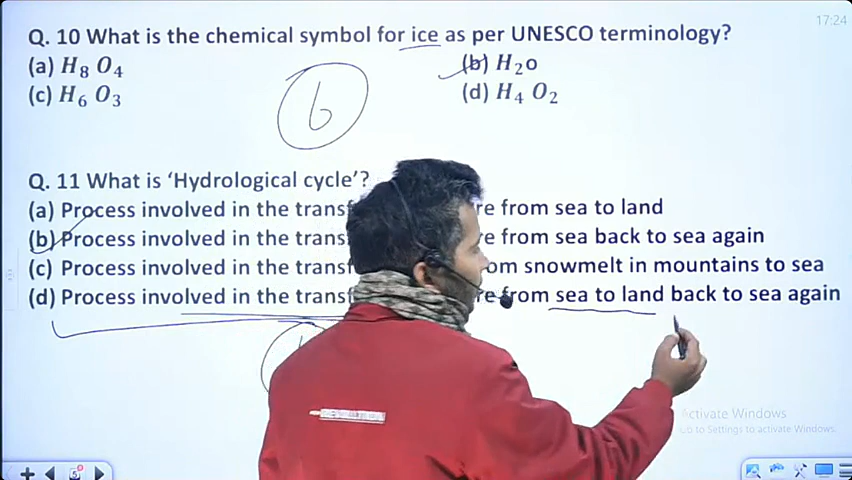 17:24
Q. 10 What is the chemical symbol for ice as per UNESCO terminology?
(a) H₈ O₄
(b) H₂o
(c) H₆ O₃
(d) H₄ O₂
b
Q. 11 What is ‘Hydrological cycle’?
(a) Process involved in the transf re from sea to land
(b) Process involved in the transf re from sea back to sea again
(c) Process involved in the transf om snowmelt in mountains to sea
(d) Process involved in the transf re from sea to land back to sea again
Activate Windows
to Settings to activate Windows.